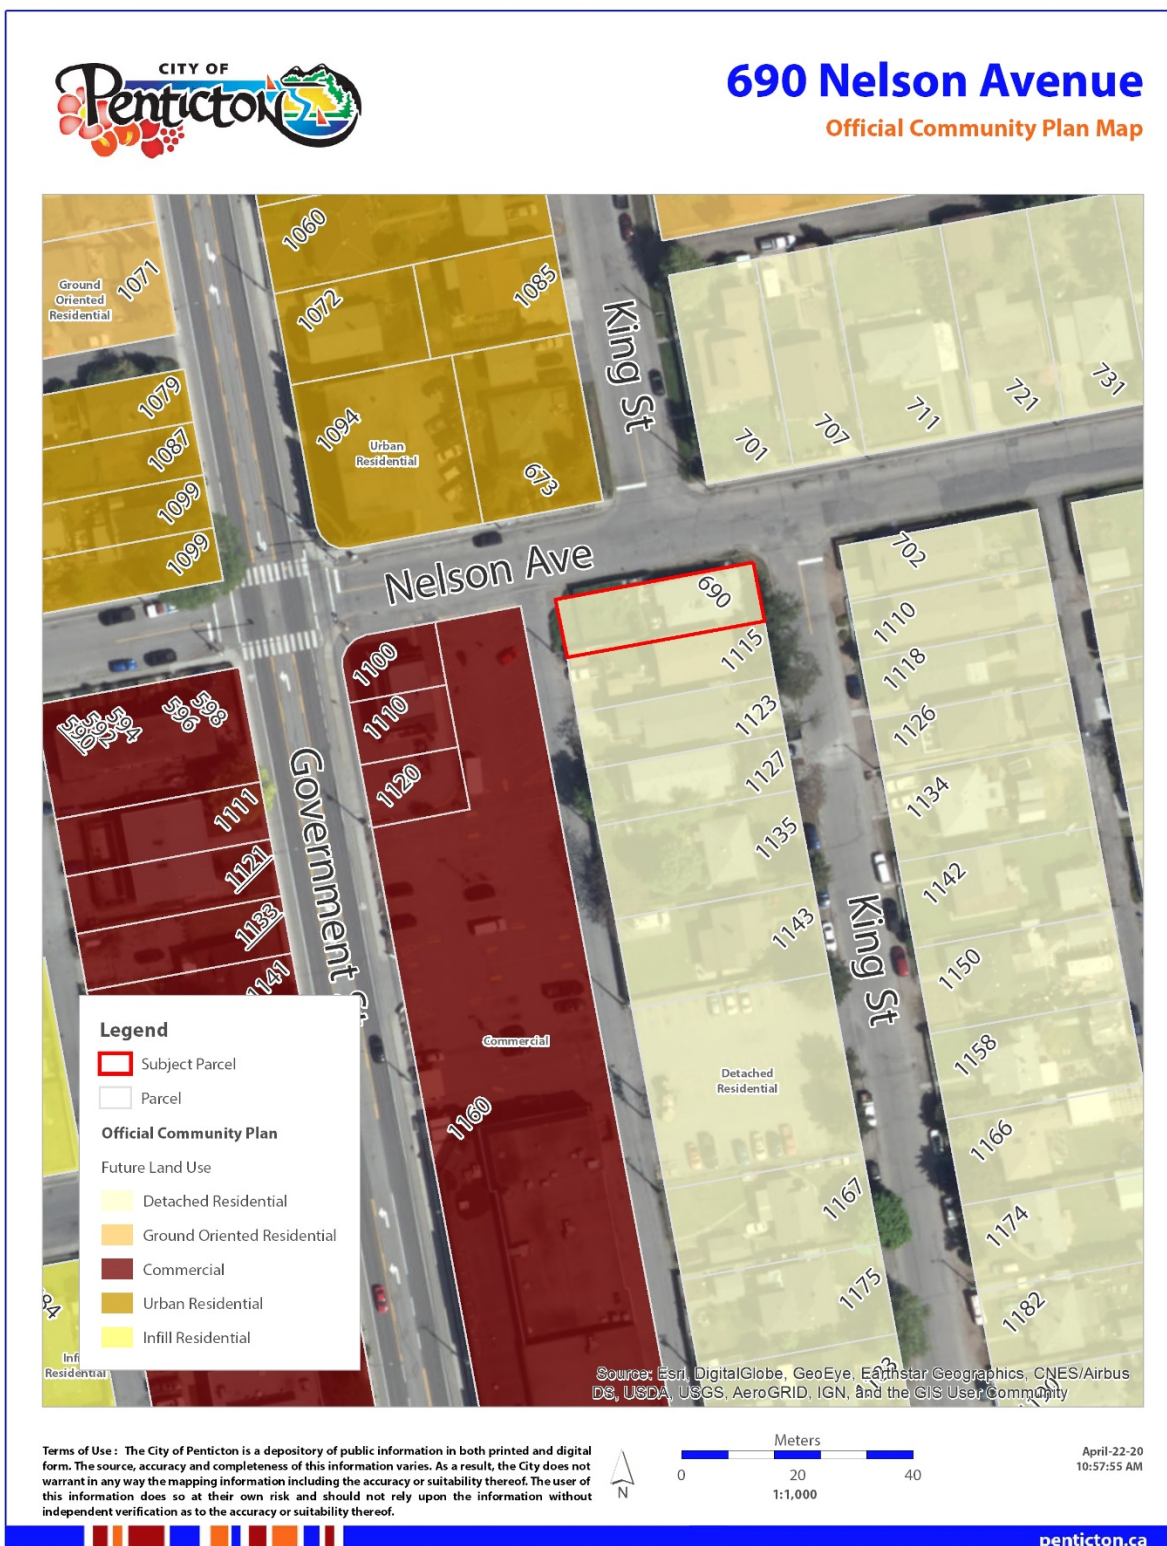 CITY OF
Penticton
690 Nelson Avenue
Official Community Plan Map
1060
1071
Ground
Oriented
Residential
1072
1085
King St
1079
1087
1099
1099
1094
Urban
Residential
673
701
707
711
721
731
Nelson Ave
690
702
1100
1110
1120
1115
1110
1118
590
592
594
596
598
1123
1126
1111
1127
1134
1121
1135
1142
1133
1143
1141
Government St
King St
1150
Commercial
Detached
Residential
1158
1160
1166
1167
1174
1175
1182
Residential
Legend
Subject Parcel
Parcel
Official Community Plan
Future Land Use
Detached Residential
Ground Oriented Residential
Commercial
Urban Residential
Infill Residential
Source: Esri, DigitalGlobe, GeoEye, Earthstar Geographics, CNES/Airbus
DS, USDA, USGS, AeroGRID, IGN, and the GIS User Community
Terms of Use : The City of Penticton is a depository of public information in both printed and digital
form. The source, accuracy and completeness of this information varies. As a result, the City does not
warrant in any way the mapping information including the accuracy or suitability thereof. The user of
this information does so at their own risk and should not rely upon the information without
independent verification as to the accuracy or suitability thereof.
N
Meters
0 20 40
1:1,000
April-22-20
10:57:55 AM
penticton.ca